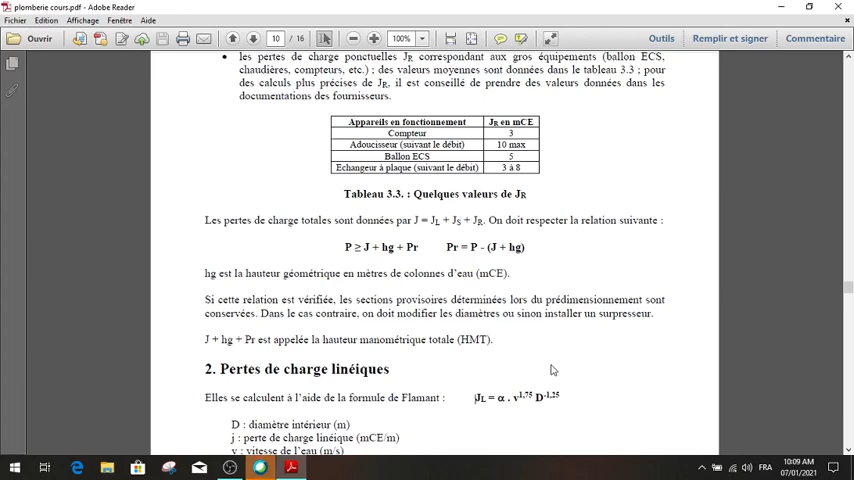 plomberie cours.pdf - Adobe Reader
Fichier Edition Affichage Fenêtre Aide
Ouvrir 10 / 16 100% Outils Remplir et signer Commentaire
• les pertes de charge ponctuelles JR correspondant aux gros équipements (ballon ECS,
chaudières, compteurs, etc.) ; des valeurs moyennes sont données dans le tableau 3.3 ; pour
des calculs plus précises de JR, il est conseillé de prendre des valeurs données dans les
documentations des fournisseurs.
Appareils en fonctionnement JR en mCE
Compteur 3
Adoucisseur (suivant le débit) 10 max
Ballon ECS 5
Echangeur à plaque (suivant le débit) 3 à 8
Tableau 3.3. : Quelques valeurs de JR
Les pertes de charge totales sont données par J = JL + JS + JR. On doit respecter la relation suivante :
P ≥ J + hg + Pr Pr = P - (J + hg)
hg est la hauteur géométrique en mètres de colonnes d'eau (mCE).
Si cette relation est vérifiée, les sections provisoires déterminées lors du prédimensionnement sont
conservées. Dans le cas contraire, on doit modifier les diamètres ou sinon installer un surpresseur.
J + hg + Pr est appelée la hauteur manométrique totale (HMT).
2. Pertes de charge linéiques
Elles se calculent à l'aide de la formule de Flamant : JL = α . v1,75 D-1,25
D : diamètre intérieur (m)
j : perte de charge linéique (mCE/m)
v : vitesse de l'eau (m/s)
FRA
10:09 AM
07/01/2021